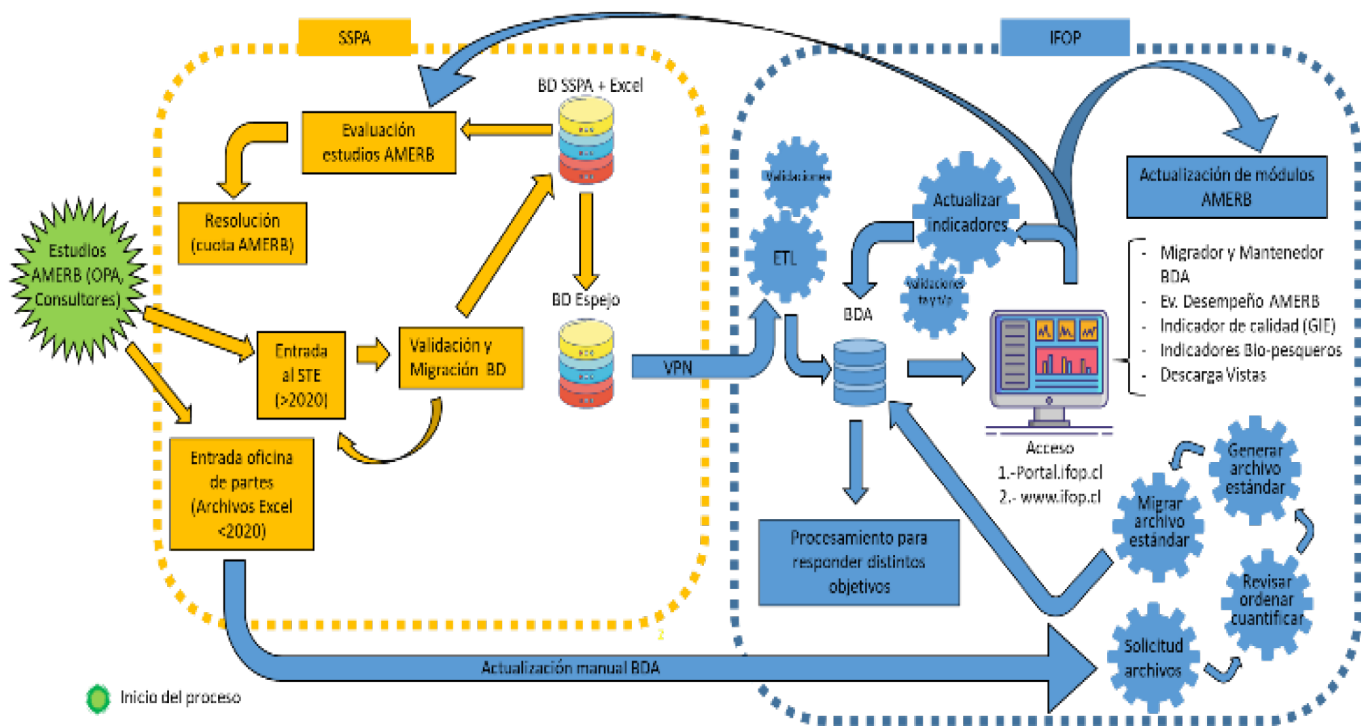 SSPA
IFOP
BD SSPA + Excel
Evaluación
estudios AMERB
Resolución
(cuota AMERB)
Estudios
AMERB (OPA,
Consultores)
BD Espejo
Entrada
al STE
(>2020)
Validación y
Migración BD
Entrada oficina
de partes
(Archivos Excel
<2020)
VPN
Validaciones
ETL
Actualizar
indicadores
Validaciones
BDA
Actualización de módulos
AMERB
- Migrador y Mantenedor
BDA
- Ev. Desempeño AMERB
- Indicador de calidad (GIE)
- Indicadores Bio-pesqueros
- Descarga Vistas
Acceso
1.-Portal.ifop.cl
2.- www.ifop.cl
Procesamiento para
responder distintos
objetivos
Generar
archivo
estándar
Migrar
archivo
estándar
Revisar
ordenar
cuantificar
Solicitud
archivos
2
Actualización manual BDA
Inicio del proceso